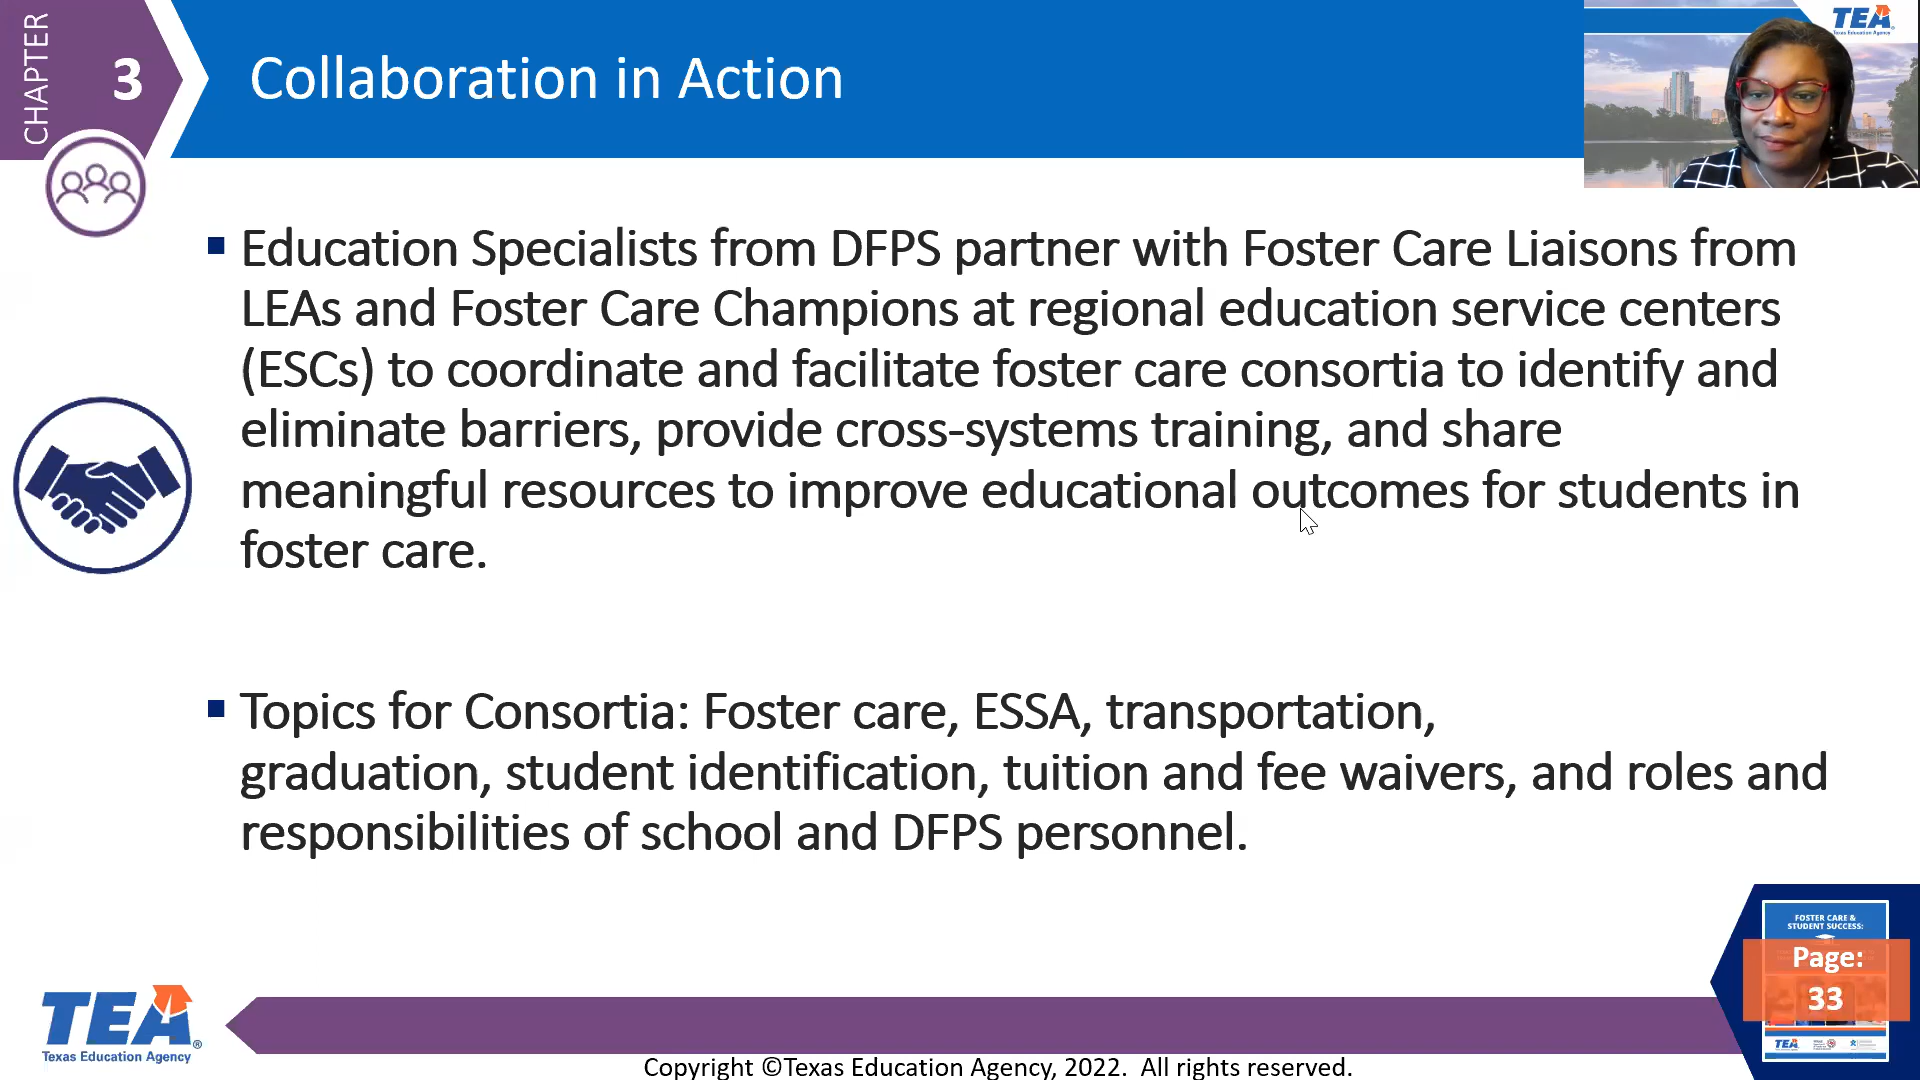 CHAPTER
3
Collaboration in Action
TEA
Texas Education Agency
Education Specialists from DFPS partner with Foster Care Liaisons from
LEAs and Foster Care Champions at regional education service centers
(ESCs) to coordinate and facilitate foster care consortia to identify and
eliminate barriers, provide cross-systems training, and share
meaningful resources to improve educational outcomes for students in
foster care.
Topics for Consortia: Foster care, ESSA, transportation,
graduation, student identification, tuition and fee waivers, and roles and
responsibilities of school and DFPS personnel.
FOSTER CARE &
STUDENT SUCCESS:
Page:
33
TEA
TEA®
Texas Education Agency
Copyright ©Texas Education Agency, 2022. All rights reserved.